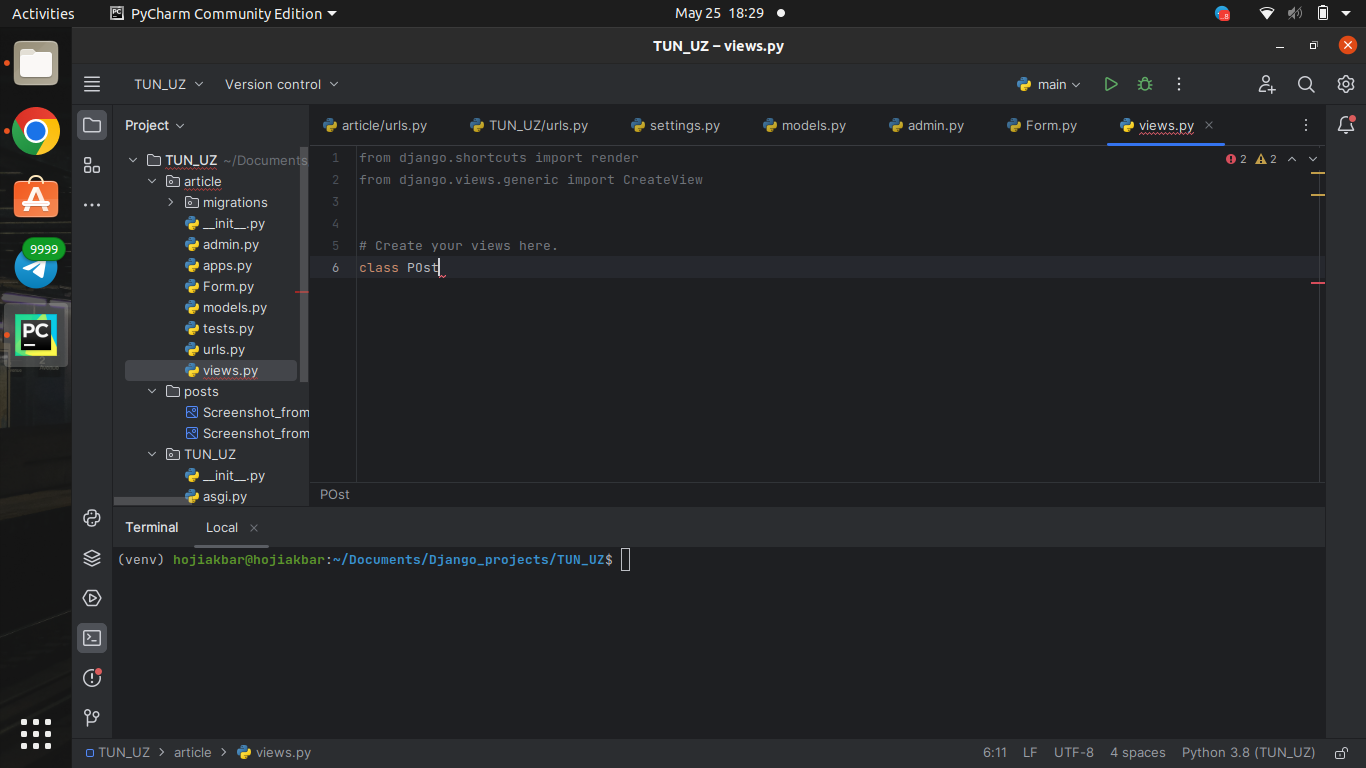 Activities
PyCharm Community Edition
May 25 18:29
8
TUN_UZ – views.py
TUN_UZ
Version control
main
Project
article/urls.py
TUN_UZ/urls.py
settings.py
models.py
admin.py
Form.py
views.py
TUN_UZ ~/Documents
article
migrations
__init__.py
admin.py
apps.py
Form.py
models.py
tests.py
urls.py
views.py
posts
Screenshot_from
Screenshot_from
TUN_UZ
__init__.py
asgi.py
9999
PC
PC
1 from django.shortcuts import render
2 from django.views.generic import CreateView
3
4
5 # Create your views here.
6 class POst
2 2
POst
Terminal
Local
(venv) hojiakbar@hojiakbar:~/Documents/Django_projects/TUN_UZ$
TUN_UZ > article > views.py
6:11 LF UTF-8 4 spaces Python 3.8 (TUN_UZ)